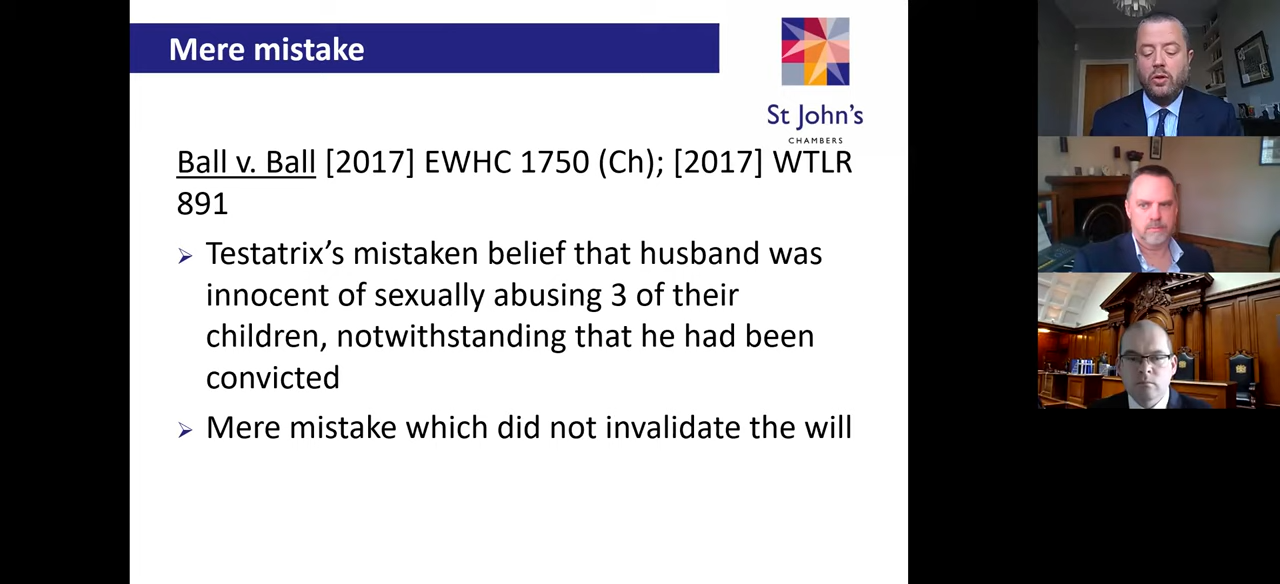 Mere mistake
St John's
CHAMBERS
Ball v. Ball [2017] EWHC 1750 (Ch); [2017] WTLR
891
Testatrix's mistaken belief that husband was
innocent of sexually abusing 3 of their
children, notwithstanding that he had been
convicted
Mere mistake which did not invalidate the will